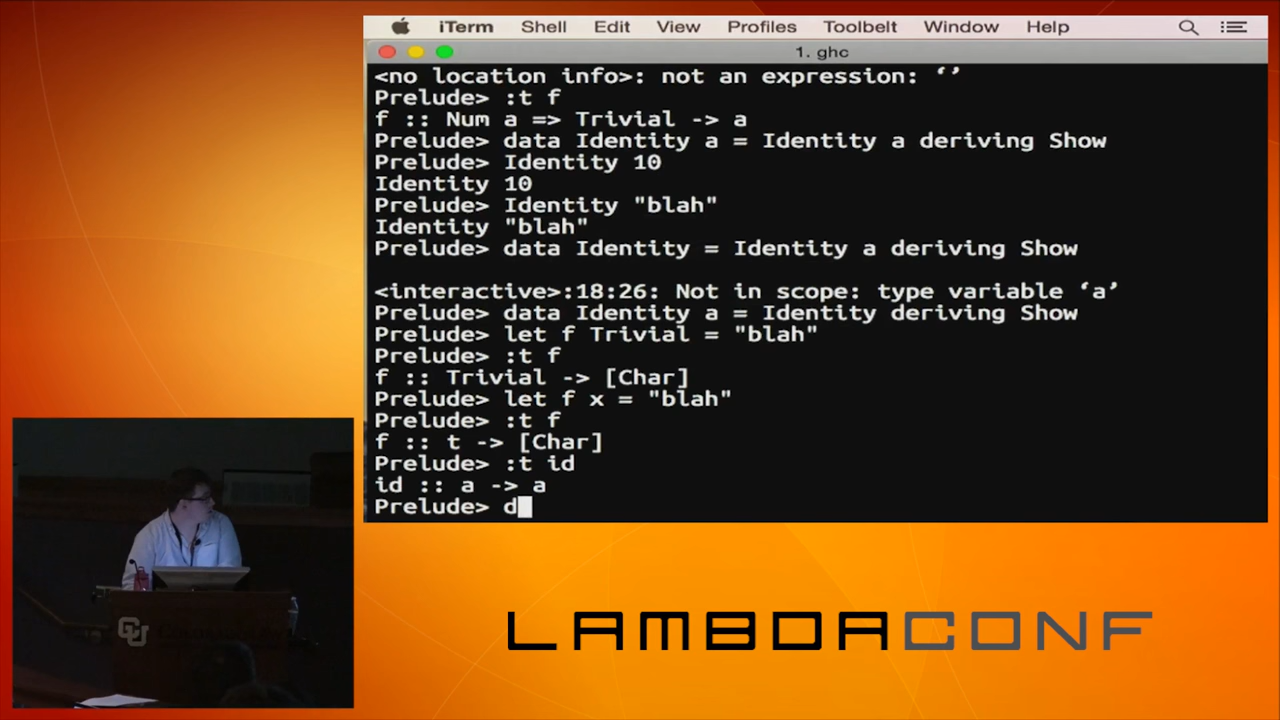 iTerm Shell Edit View Profiles Toolbelt Window Help
1. ghc
<no location info>: not an expression: ‘’
Prelude> :t f
f :: Num a => Trivial -> a
Prelude> data Identity a = Identity a deriving Show
Prelude> Identity 10
Identity 10
Prelude> Identity "blah"
Identity "blah"
Prelude> data Identity = Identity a deriving Show
<interactive>:18:26: Not in scope: type variable ‘a’
Prelude> data Identity a = Identity deriving Show
Prelude> let f Trivial = "blah"
Prelude> :t f
f :: Trivial -> [Char]
Prelude> let f x = "blah"
Prelude> :t f
f :: t -> [Char]
Prelude> :t id
id :: a -> a
Prelude> d
CU
LAMBDACONF